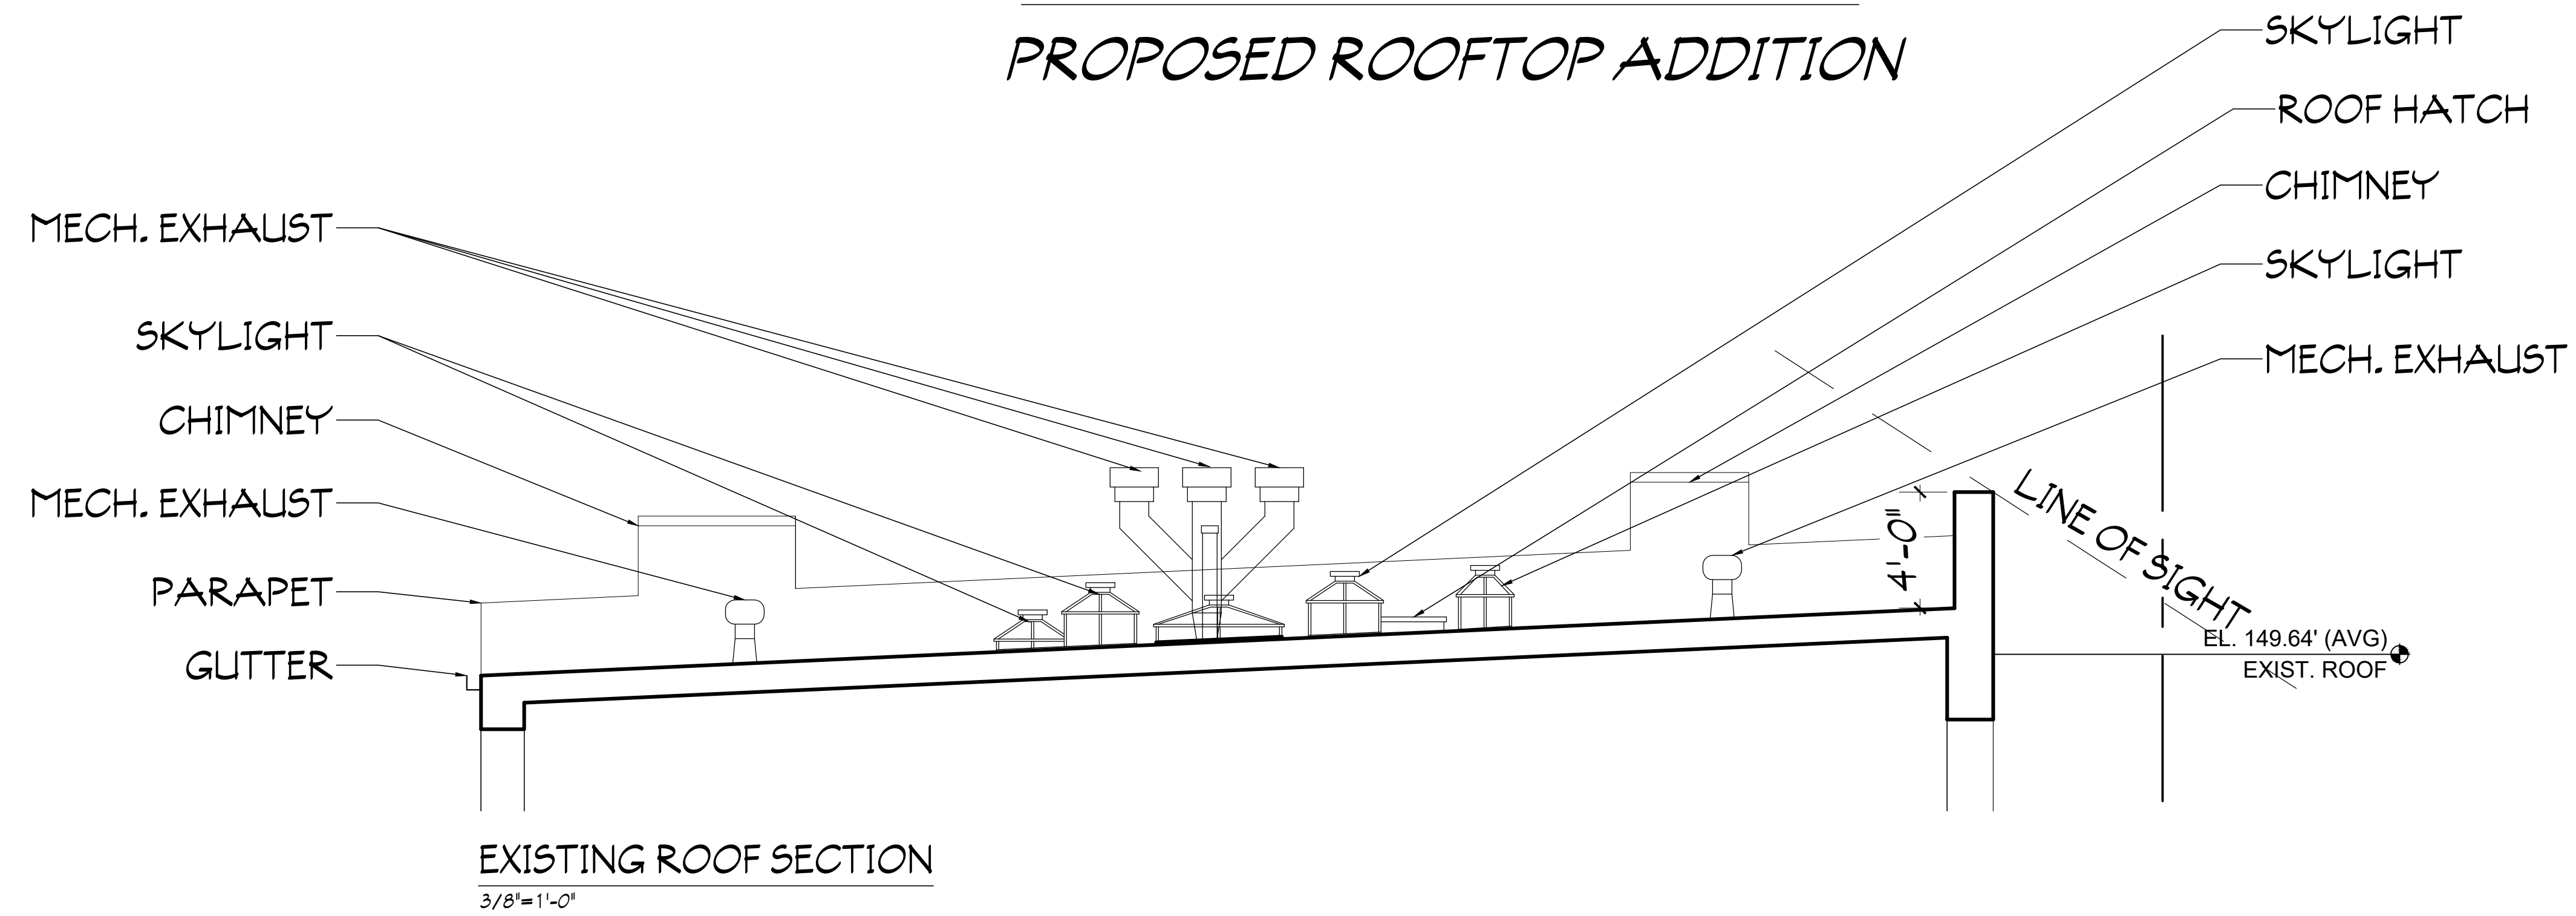 PROPOSED ROOFTOP ADDITION
SKYLIGHT
ROOF HATCH
CHIMNEY
SKYLIGHT
MECH. EXHAUST
MECH. EXHAUST
SKYLIGHT
CHIMNEY
MECH. EXHAUST
PARAPET
GUTTER
4'-0"
LINE OF SIGHT
EL. 149.64' (AVG)
EXIST. ROOF
EXISTING ROOF SECTION
3/8"=1'-0"